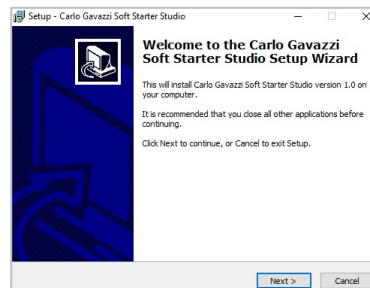 Setup - Carlo Gavazzi Soft Starter Studio
Welcome to the Carlo Gavazzi
Soft Starter Studio Setup Wizard
This will install Carlo Gavazzi Soft Starter Studio version 1.0 on
your computer.
It is recommended that you close all other applications before
continuing.
Click Next to continue, or Cancel to exit Setup.
Next >
Cancel